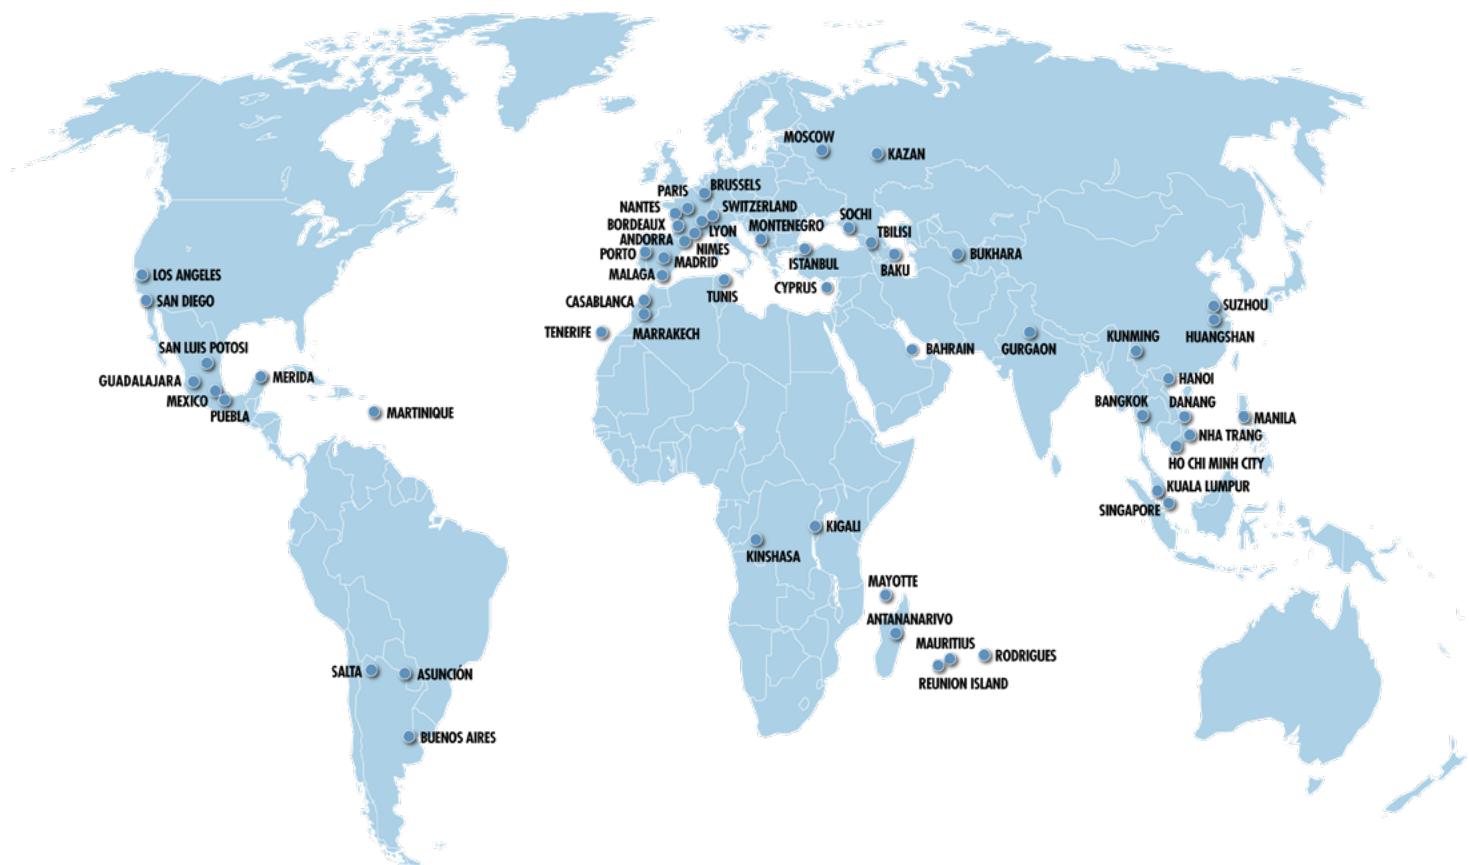 MOSCOW
KAZAN
BRUSSELS
PARIS
NANTES
SWITZERLAND
SOCHI
BORDEAUX
LYON
MONTENEGRO
TBILISI
ANDORRA
NIMES
PORTO
MADRID
ISTANBUL
BAKU
BUKHARA
LOS ANGELES
MALAGA
CYPRUS
TUNIS
SAN DIEGO
CASABLANCA
SUZHOU
TENERIFE
MARRAKECH
HUANGSHAN
KUNMING
SAN LUIS POTOSI
BAHRAIN
GURGAON
GUADALAJARA
MERIDA
HANOI
MEXICO
BANGKOK
DANANG
PUEBLA
MARTINIQUE
MANILA
NHA TRANG
HO CHI MINH CITY
KUALA LUMPUR
SINGAPORE
KIGALI
KINSHASA
MAYOTTE
ANTANANARIVO
MAURITIUS
RODRIGUES
REUNION ISLAND
SALTA
ASUNCIÓN
BUENOS AIRES